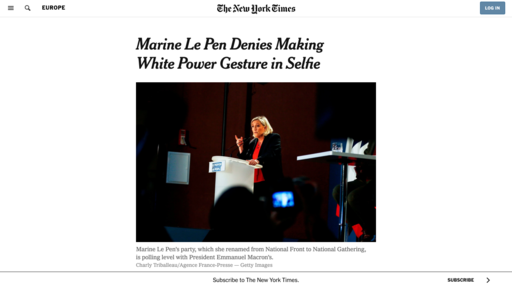 EUROPE
The New York Times
LOG IN
Marine Le Pen Denies Making
White Power Gesture in Selfie
Marine Le Pen's party, which she renamed from National Front to National Gathering,
is polling level with President Emmanuel Macron's.
Charly Triballeau/Agence France-Presse — Getty Images
Subscribe to The New York Times.
SUBSCRIBE